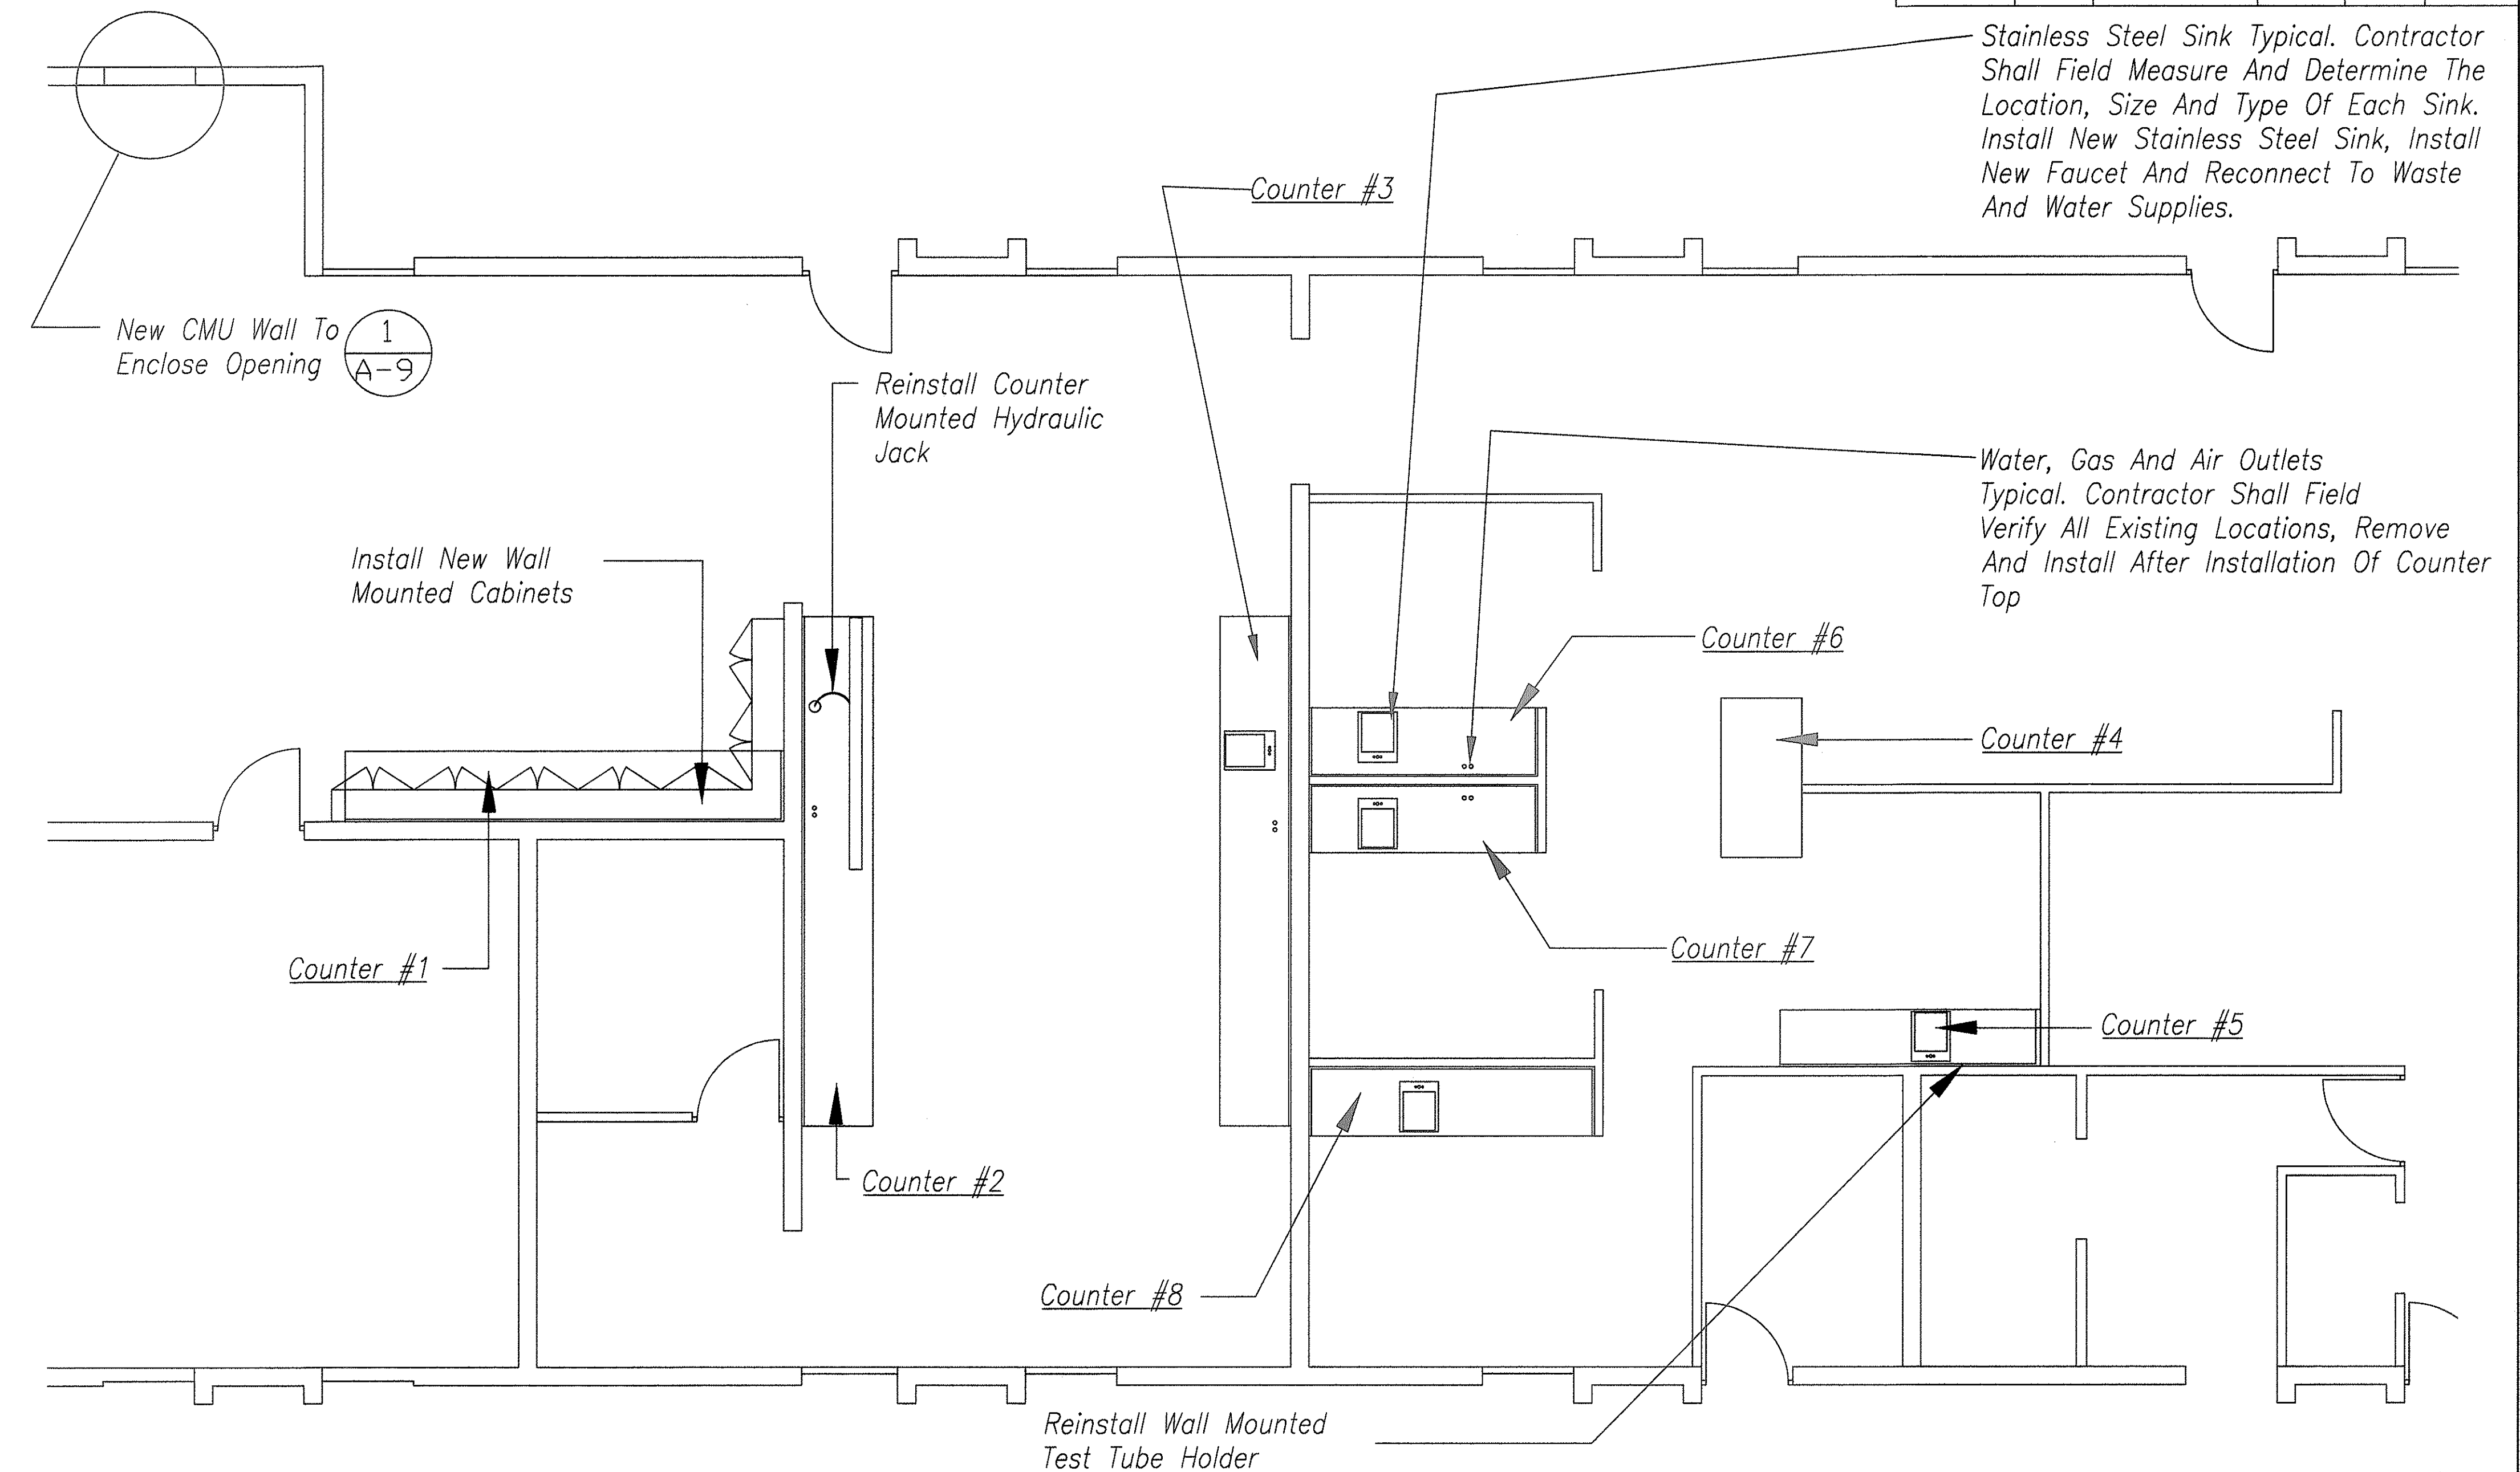 Stainless Steel Sink Typical. Contractor
Shall Field Measure And Determine The
Location, Size And Type Of Each Sink.
Install New Stainless Steel Sink, Install
New Faucet And Reconnect To Waste
And Water Supplies.
Counter #3
New CMU Wall To
Enclose Opening
1
A-9
Reinstall Counter
Mounted Hydraulic
Jack
Water, Gas And Air Outlets
Typical. Contractor Shall Field
Verify All Existing Locations, Remove
And Install After Installation Of Counter
Top
Install New Wall
Mounted Cabinets
Counter #6
Counter #4
Counter #7
Counter #1
Counter #5
Counter #2
Counter #8
Reinstall Wall Mounted
Test Tube Holder